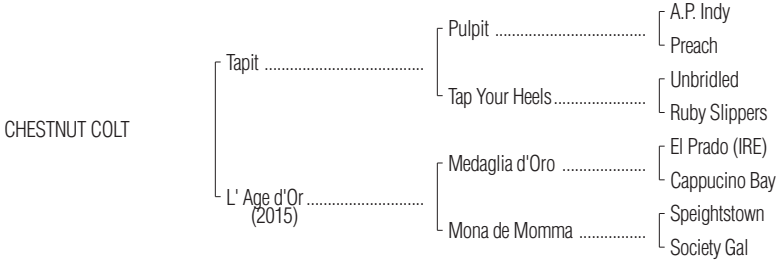 A.P. Indy
Pulpit ....................................
Preach
Tapit ......................................
Unbridled
Tap Your Heels......................
Ruby Slippers
CHESTNUT COLT
El Prado (IRE)
Medaglia d'Oro ....................
L' Age d'Or ............................
Cappucino Bay
(2015)
Speightstown
Mona de Momma ................
Society Gal